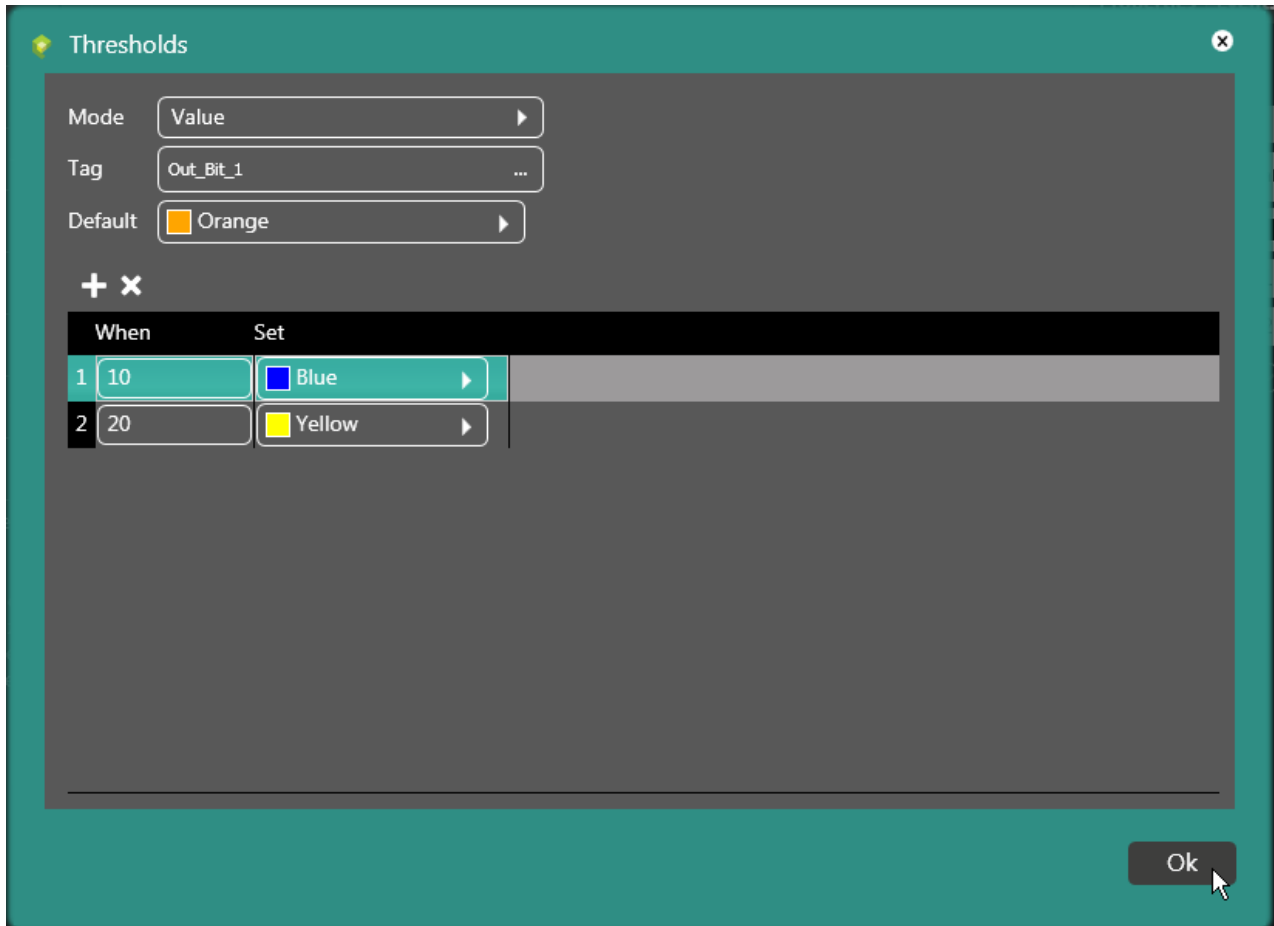 Thresholds
Mode Value
Tag Out_Bit_1 ...
Default Orange
When Set
1 10 Blue
2 20 Yellow
Ok